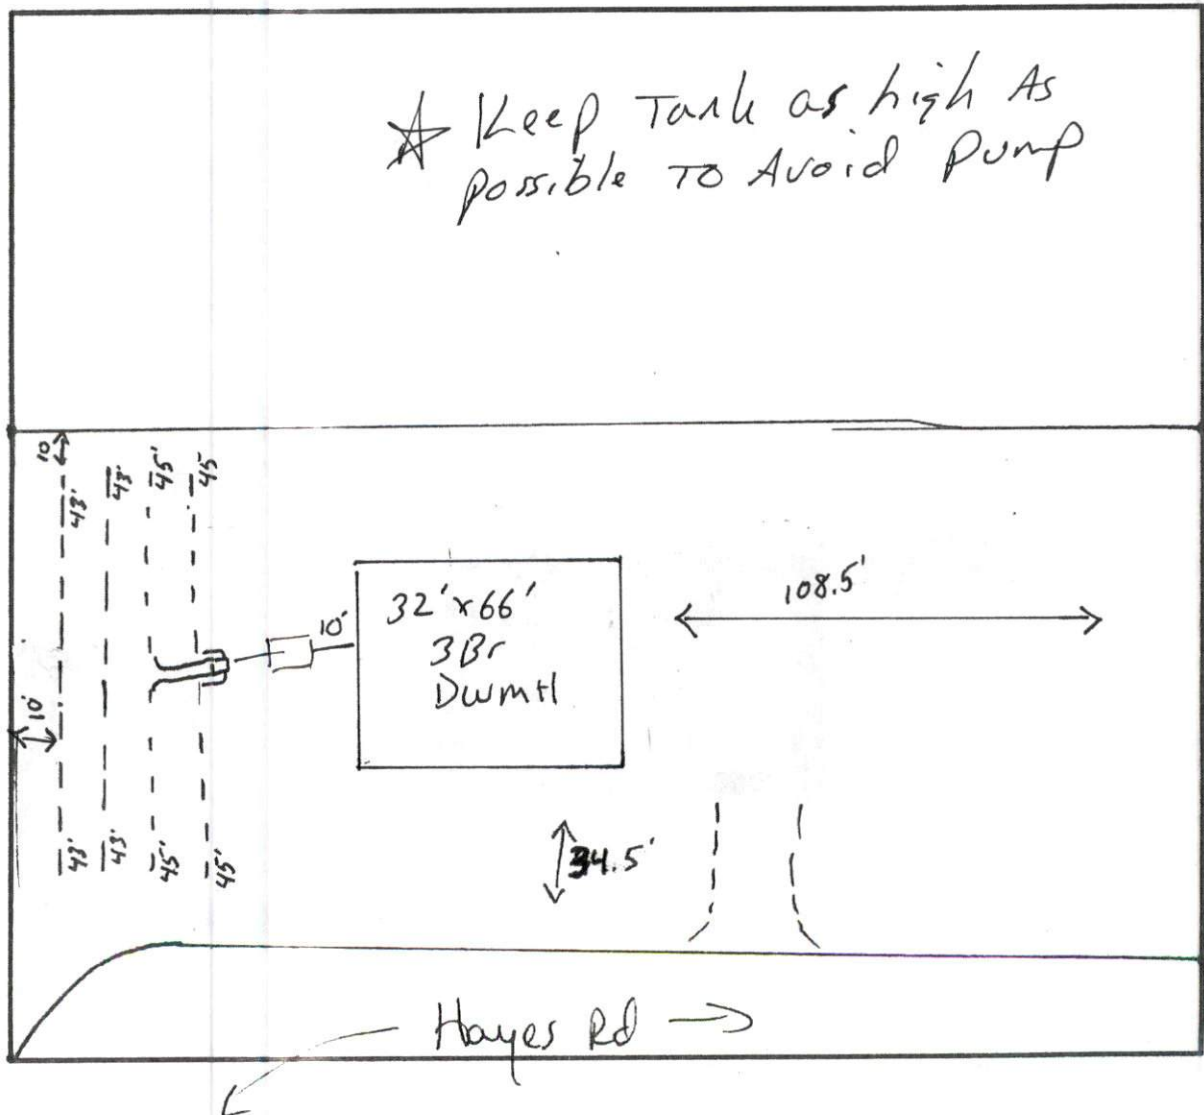 ☆ Keep Tank as high As
possible To Avoid Pump
10'
43'
43'
45'
45'
32' x 66'
3Br
DwmH
10'
108.5'
10'
43'
43'
45'
45'
34.5'
Hayes Rd